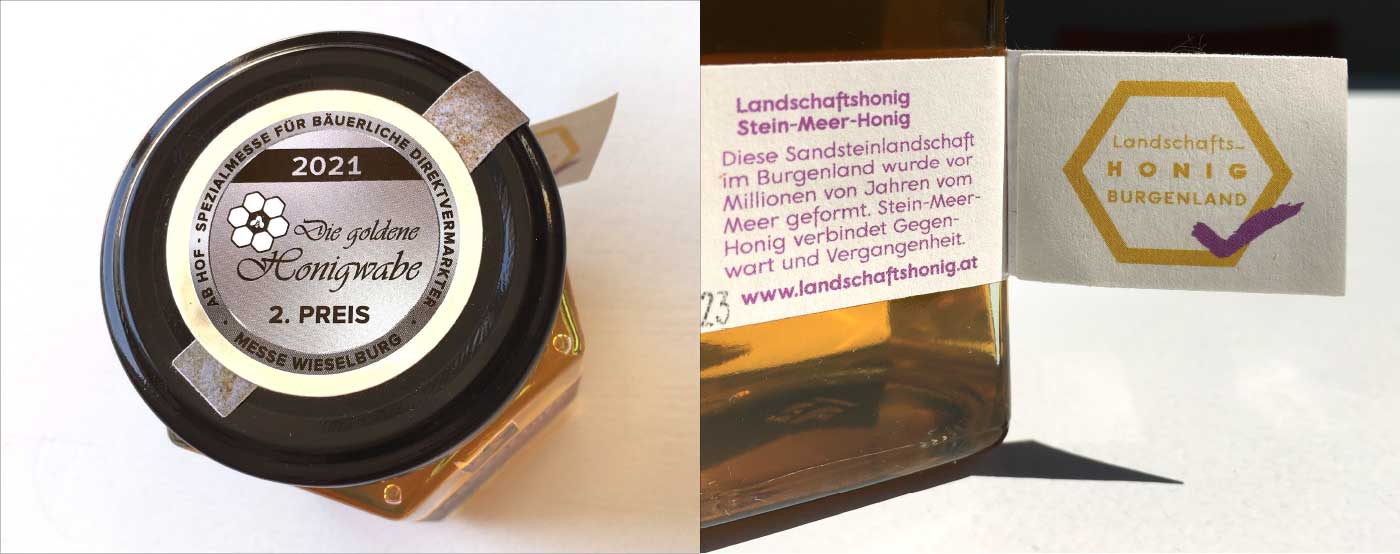 AB HOF - SPEZIALMESSE FÜR BÄUERLICHE DIREKTVERMARKTER
2021
Die goldene
Honigwabe
2. PREIS
· MESSE WIESELBURG ·
Landschaftshonig
Stein-Meer-Honig
Diese Sandsteinlandschaft
im Burgenland wurde vor
Millionen von Jahren vom
Meer geformt. Stein-Meer-
Honig verbindet Gegen-
wart und Vergangenheit.
www.landschaftshonig.at
23
Landschafts_
HONIG
BURGENLAND